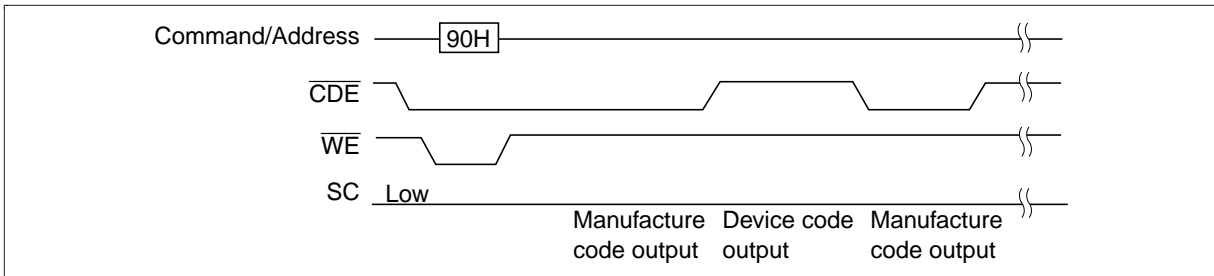 Command/Address
90H
CDE
WE
SC
Low
Manufacture
code output
Device code
output
Manufacture
code output